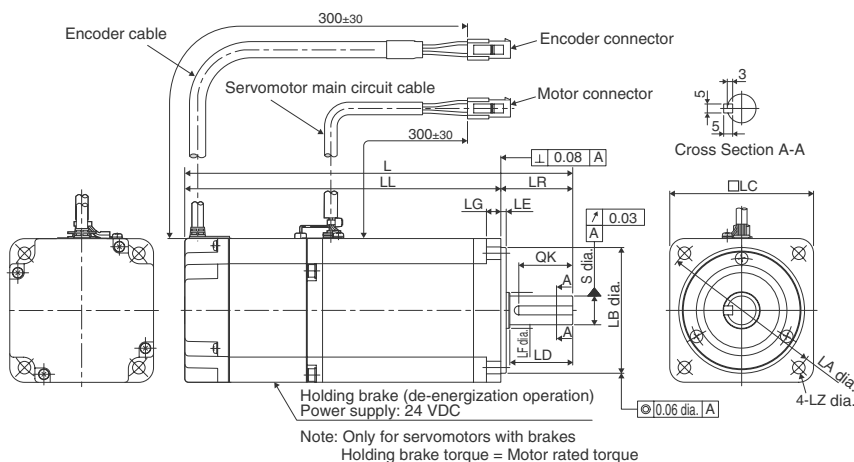 300±30
Encoder cable
Encoder connector
Servomotor main circuit cable
Motor connector
300±30
3
5
5
Cross Section A-A
⊥ 0.08 A
L
LL
LR
LG
LE
↗ 0.03
A
□LC
QK
S dia.
A
A
LB dia.
LF dia.
LD
LA dia.
4-LZ dia.
◎ 0.06 dia. A
Holding brake (de-energization operation)
Power supply: 24 VDC
Note: Only for servomotors with brakes
Holding brake torque = Motor rated torque